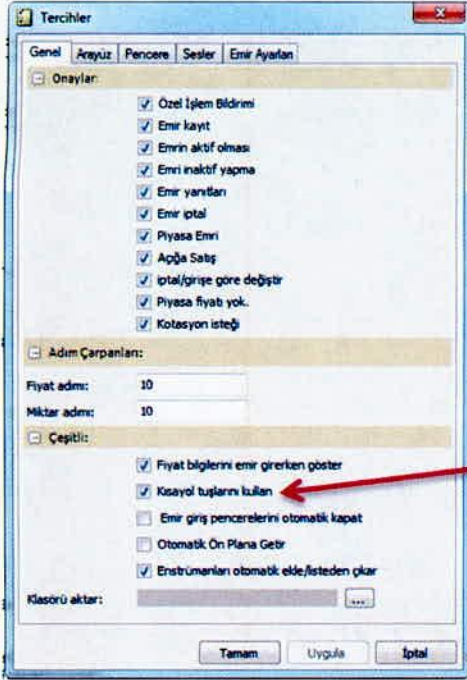 Tercihler
Genel Arayüz Pencere Sesler Emir Ayarları
Onaylar:
Özel İşlem Bildirimi
Emir kayıt
Emrin aktif olması
Emri inaktif yapma
Emir yanıtları
Emir iptal
Piyasa Emri
Açığa Satış
iptal/girişe göre değiştir
Piyasa fiyatı yok.
Kotasyon isteği
Adım Çarpanları:
Fiyat adımı: 10
Miktar adımı: 10
Çeşitli:
Fiyat bilgilerini emir girerken göster
Kısayol tuşlarını kullan
Emir giriş pencerelerini otomatik kapat
Otomatik Ön Plana Getir
Enstrümanları otomatik ekle/listeden çıkar
Klasörü aktar: ...
Tamam Uygula İptal